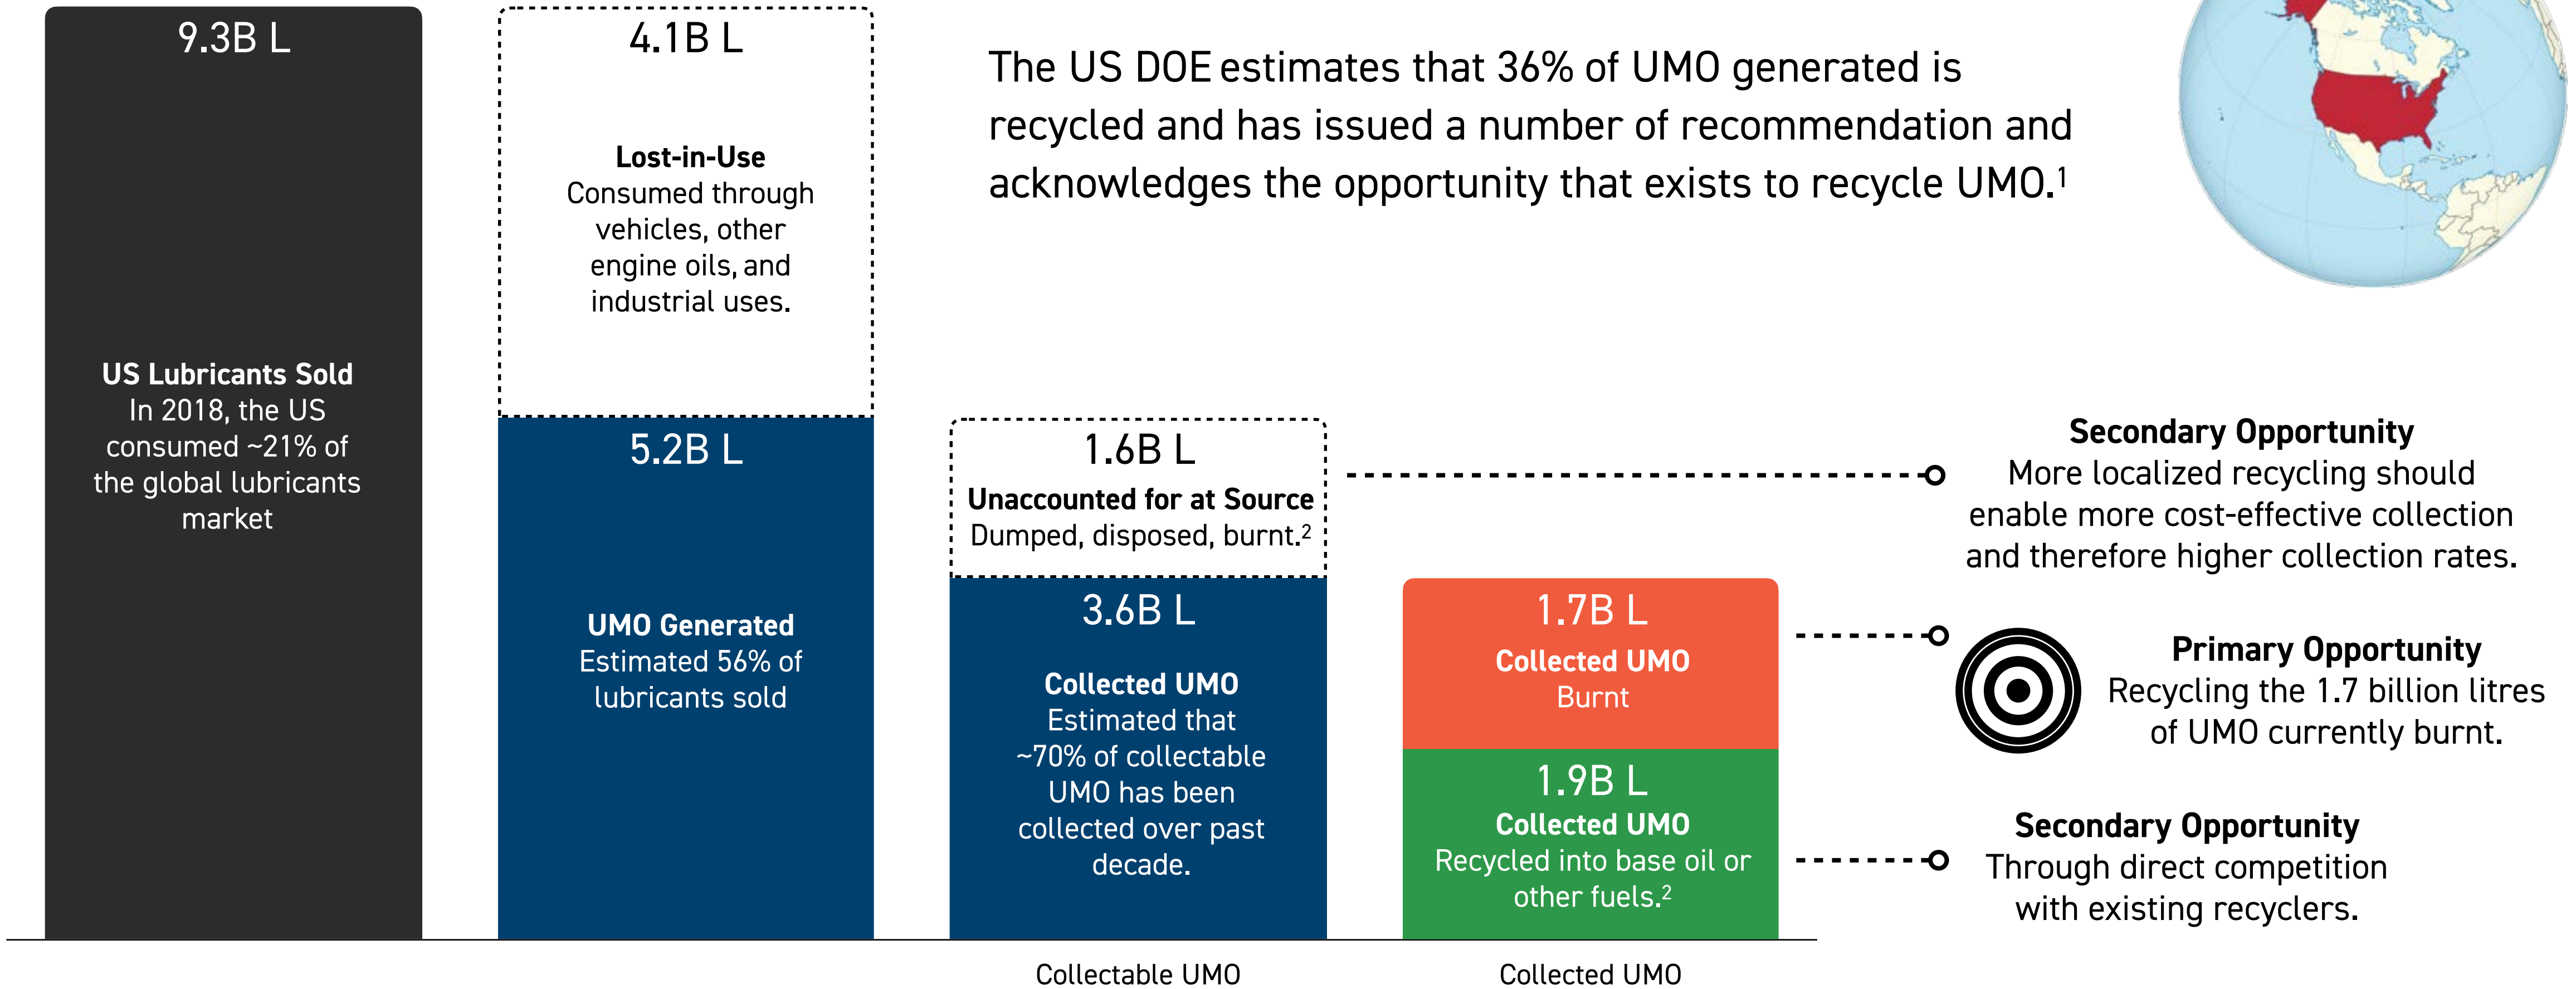 9.3B L
US Lubricants Sold
In 2018, the US
consumed ~21% of
the global lubricants
market
4.1B L
Lost-in-Use
Consumed through
vehicles, other
engine oils, and
industrial uses.
5.2B L
UMO Generated
Estimated 56% of
lubricants sold
The US DOE estimates that 36% of UMO generated is
recycled and has issued a number of recommendation and
acknowledges the opportunity that exists to recycle UMO.¹
1.6B L
Unaccounted for at Source
Dumped, disposed, burnt.²
3.6B L
Collected UMO
Estimated that
~70% of collectable
UMO has been
collected over past
decade.
Collectable UMO
1.7B L
Collected UMO
Burnt
1.9B L
Collected UMO
Recycled into base oil or
other fuels.²
Collected UMO
Secondary Opportunity
More localized recycling should
enable more cost-effective collection
and therefore higher collection rates.
Primary Opportunity
Recycling the 1.7 billion litres
of UMO currently burnt.
Secondary Opportunity
Through direct competition
with existing recyclers.